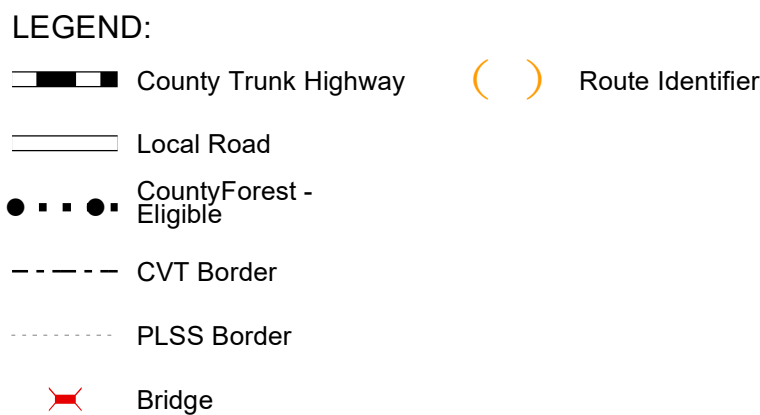 LEGEND:
County Trunk Highway
( ) Route Identifier
Local Road
CountyForest -
Eligible
CVT Border
PLSS Border
Bridge